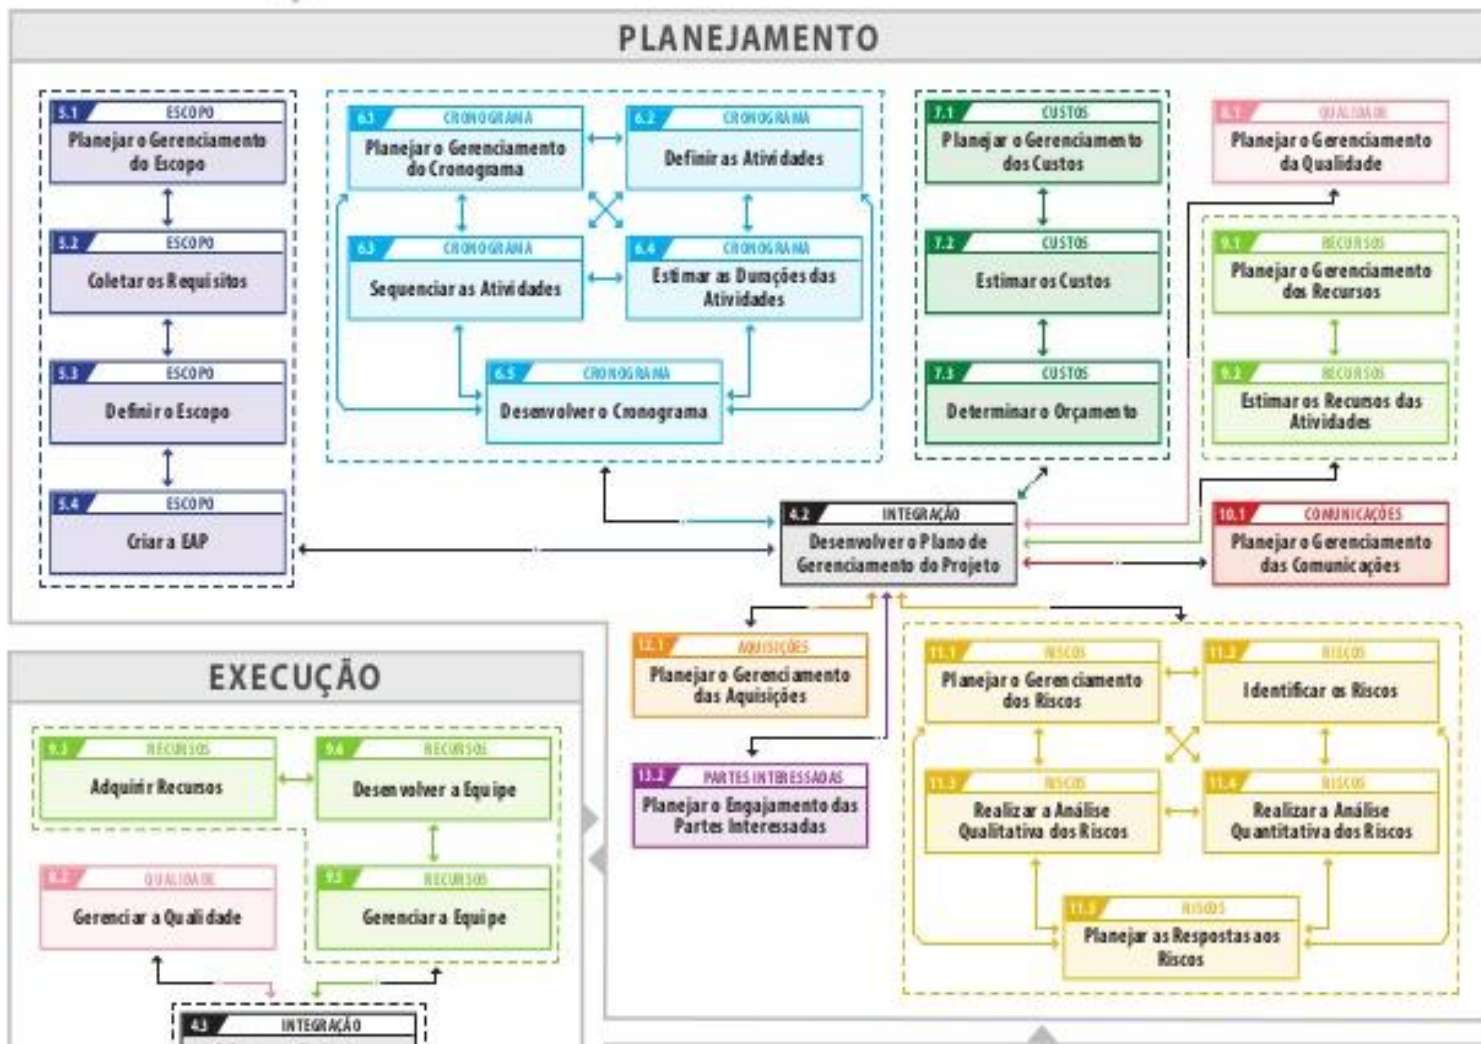 PLANEJAMENTO
5.1 ESCOPO
Planejar o Gerenciamento
do Escopo
5.2 ESCOPO
Coletar os Requisitos
5.3 ESCOPO
Definir o Escopo
5.4 ESCOPO
Criar a EAP
6.1 CRONOGRAMA
Planejar o Gerenciamento
do Cronograma
6.2 CRONOGRAMA
Definir as Atividades
6.3 CRONOGRAMA
Sequenciar as Atividades
6.4 CRONOGRAMA
Estimar as Durações das
Atividades
6.5 CRONOGRAMA
Desenvolver o Cronograma
7.1 CUSTOS
Planejar o Gerenciamento
dos Custos
7.2 CUSTOS
Estimar os Custos
7.3 CUSTOS
Determinar o Orçamento
8.1 QUALIDADE
Planejar o Gerenciamento
da Qualidade
9.1 RECURSOS
Planejar o Gerenciamento
dos Recursos
9.2 RECURSOS
Estimar os Recursos das
Atividades
4.2 INTEGRAÇÃO
Desenvolver o Plano de
Gerenciamento do Projeto
10.1 COMUNICAÇÕES
Planejar o Gerenciamento
das Comunicações
12.1 AQUISIÇÕES
Planejar o Gerenciamento
das Aquisições
13.2 PARTES INTERESSADAS
Planejar o Engajamento das
Partes Interessadas
11.1 RISCOS
Planejar o Gerenciamento
dos Riscos
11.2 RISCOS
Identificar os Riscos
11.3 RISCOS
Realizar a Análise
Qualitativa dos Riscos
11.4 RISCOS
Realizar a Análise
Quantitativa dos Riscos
11.5 RISCOS
Planejar as Respostas aos
Riscos
EXECUÇÃO
9.3 RECURSOS
Adquirir Recursos
9.4 RECURSOS
Desenvolver a Equipe
8.2 QUALIDADE
Gerenciar a Qualidade
9.5 RECURSOS
Gerenciar a Equipe
4.3 INTEGRAÇÃO